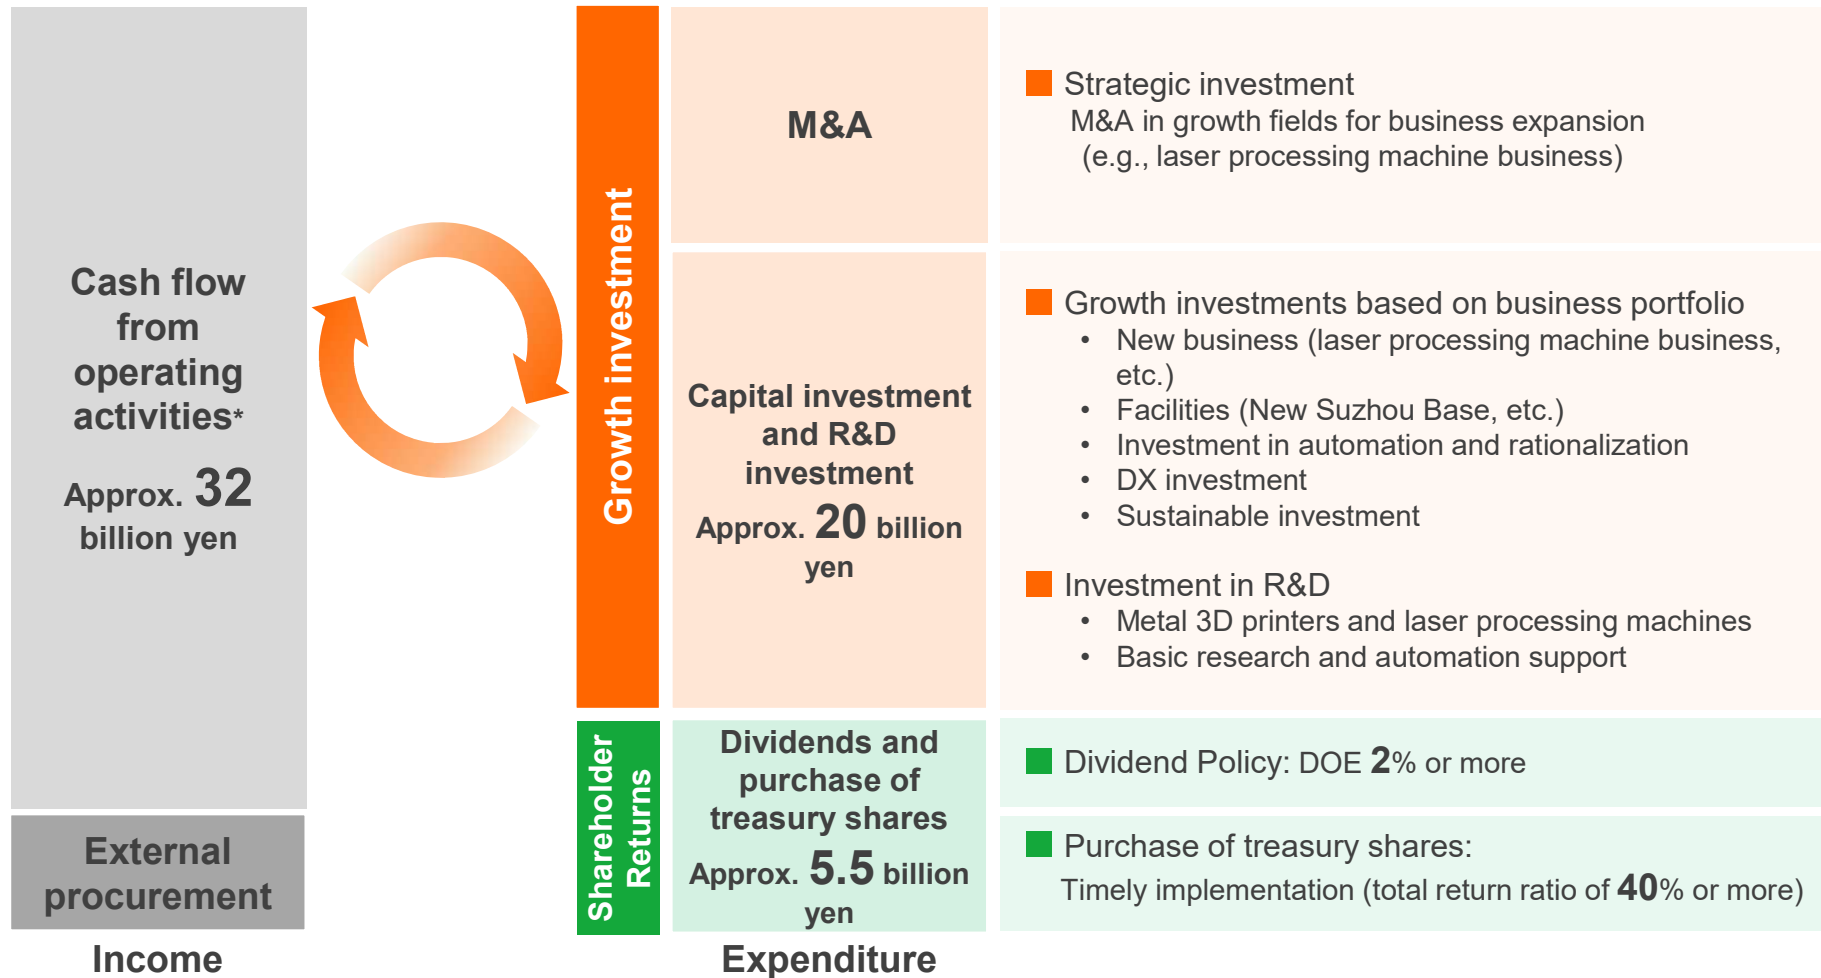 Cash flow
from
operating
activities*
Approx. 32
billion yen
External
procurement
Income
Growth investment
M&A
■ Strategic investment
M&A in growth fields for business expansion
(e.g., laser processing machine business)
Capital investment
and R&D
investment
Approx. 20 billion
yen
■ Growth investments based on business portfolio
• New business (laser processing machine business,
etc.)
• Facilities (New Suzhou Base, etc.)
• Investment in automation and rationalization
• DX investment
• Sustainable investment
■ Investment in R&D
• Metal 3D printers and laser processing machines
• Basic research and automation support
Shareholder
Returns
Dividends and
purchase of
treasury shares
Approx. 5.5 billion
yen
■ Dividend Policy: DOE 2% or more
■ Purchase of treasury shares:
Timely implementation (total return ratio of 40% or more)
Expenditure